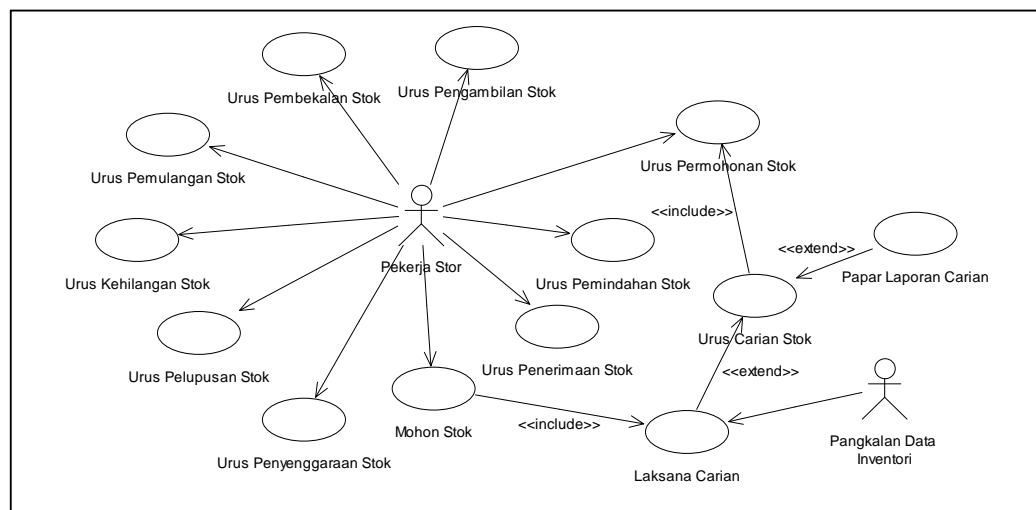 Urus Pembekalan Stok
Urus Pengambilan Stok
Urus Pemulangan Stok
Urus Permohonan Stok
<<include>>
Pekerja Stor
<<extend>>
Urus Kehilangan Stok
Urus Pemindahan Stok
Papar Laporan Carian
Urus Carian Stok
Urus Pelupusan Stok
Urus Penerimaan Stok
<<extend>>
Mohon Stok
<<include>>
Urus Penyenggaraan Stok
Laksana Carian
Pangkalan Data
Inventori